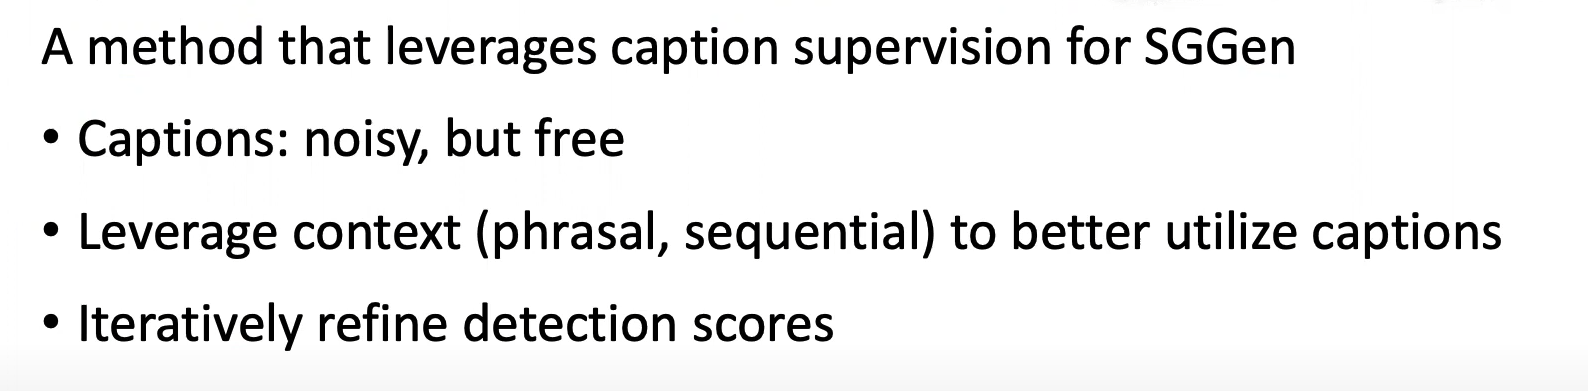 A method that leverages caption supervision for SGGen
• Captions: noisy, but free
• Leverage context (phrasal, sequential) to better utilize captions
• Iteratively refine detection scores